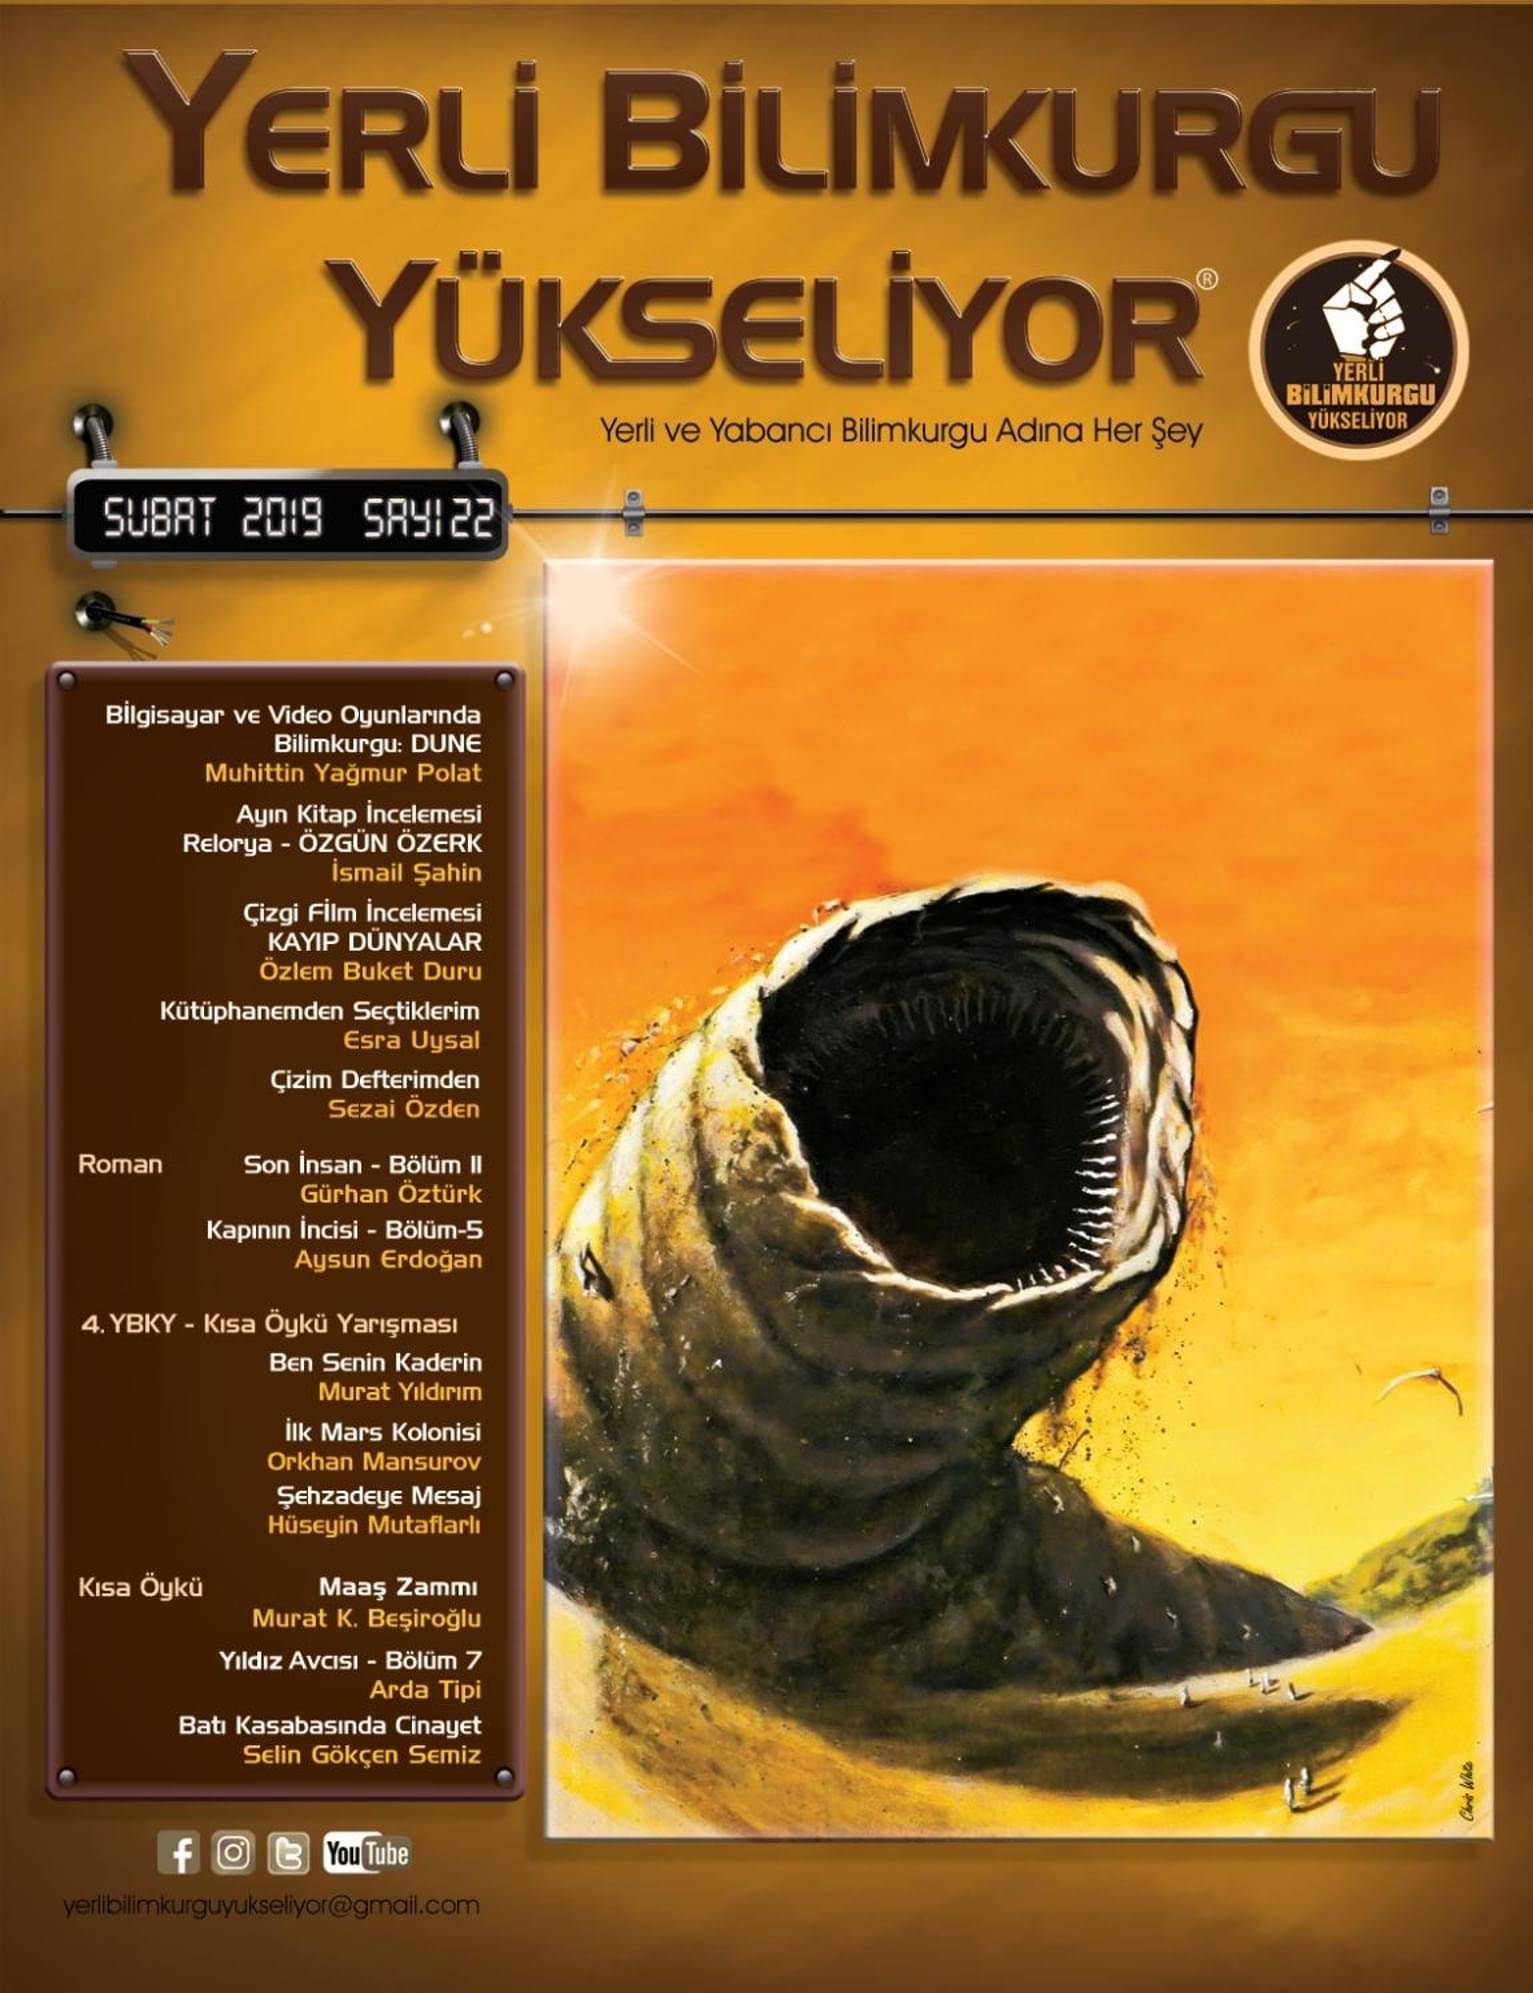 YERLİ BİLİMKURGU
YÜKSELİYOR®
YERLİ
BİLİMKURGU
YÜKSELİYOR
Yerli ve Yabancı Bilimkurgu Adına Her Şey
SUBAT 2019 SAYI 22
Bilgisayar ve Video Oyunlarında
Bilimkurgu: DUNE
Muhittin Yağmur Polat
Ayın Kitap İncelemesi
Relorya - ÖZGÜN ÖZERK
İsmail Şahin
Çizgi Film İncelemesi
KAYIP DÜNYALAR
Özlem Buket Duru
Kütüphanemden Seçtiklerim
Esra Uysal
Çizim Defterimden
Sezai Özden
Roman Son İnsan - Bölüm II
Gürhan Öztürk
Kapının İncisi - Bölüm-5
Aysun Erdoğan
4. YBKY - Kısa Öykü Yarışması
Ben Senin Kaderin
Murat Yıldırım
İlk Mars Kolonisi
Orkhan Mansurov
Şehzadeye Mesaj
Hüseyin Mutaflarlı
Kısa Öykü Maaş Zammı
Murat K. Beşiroğlu
Yıldız Avcısı - Bölüm 7
Arda Tipi
Batı Kasabasında Cinayet
Selin Gökçen Semiz
Chris White
YouTube
yerlibilimkurguyukseliyor@gmail.com